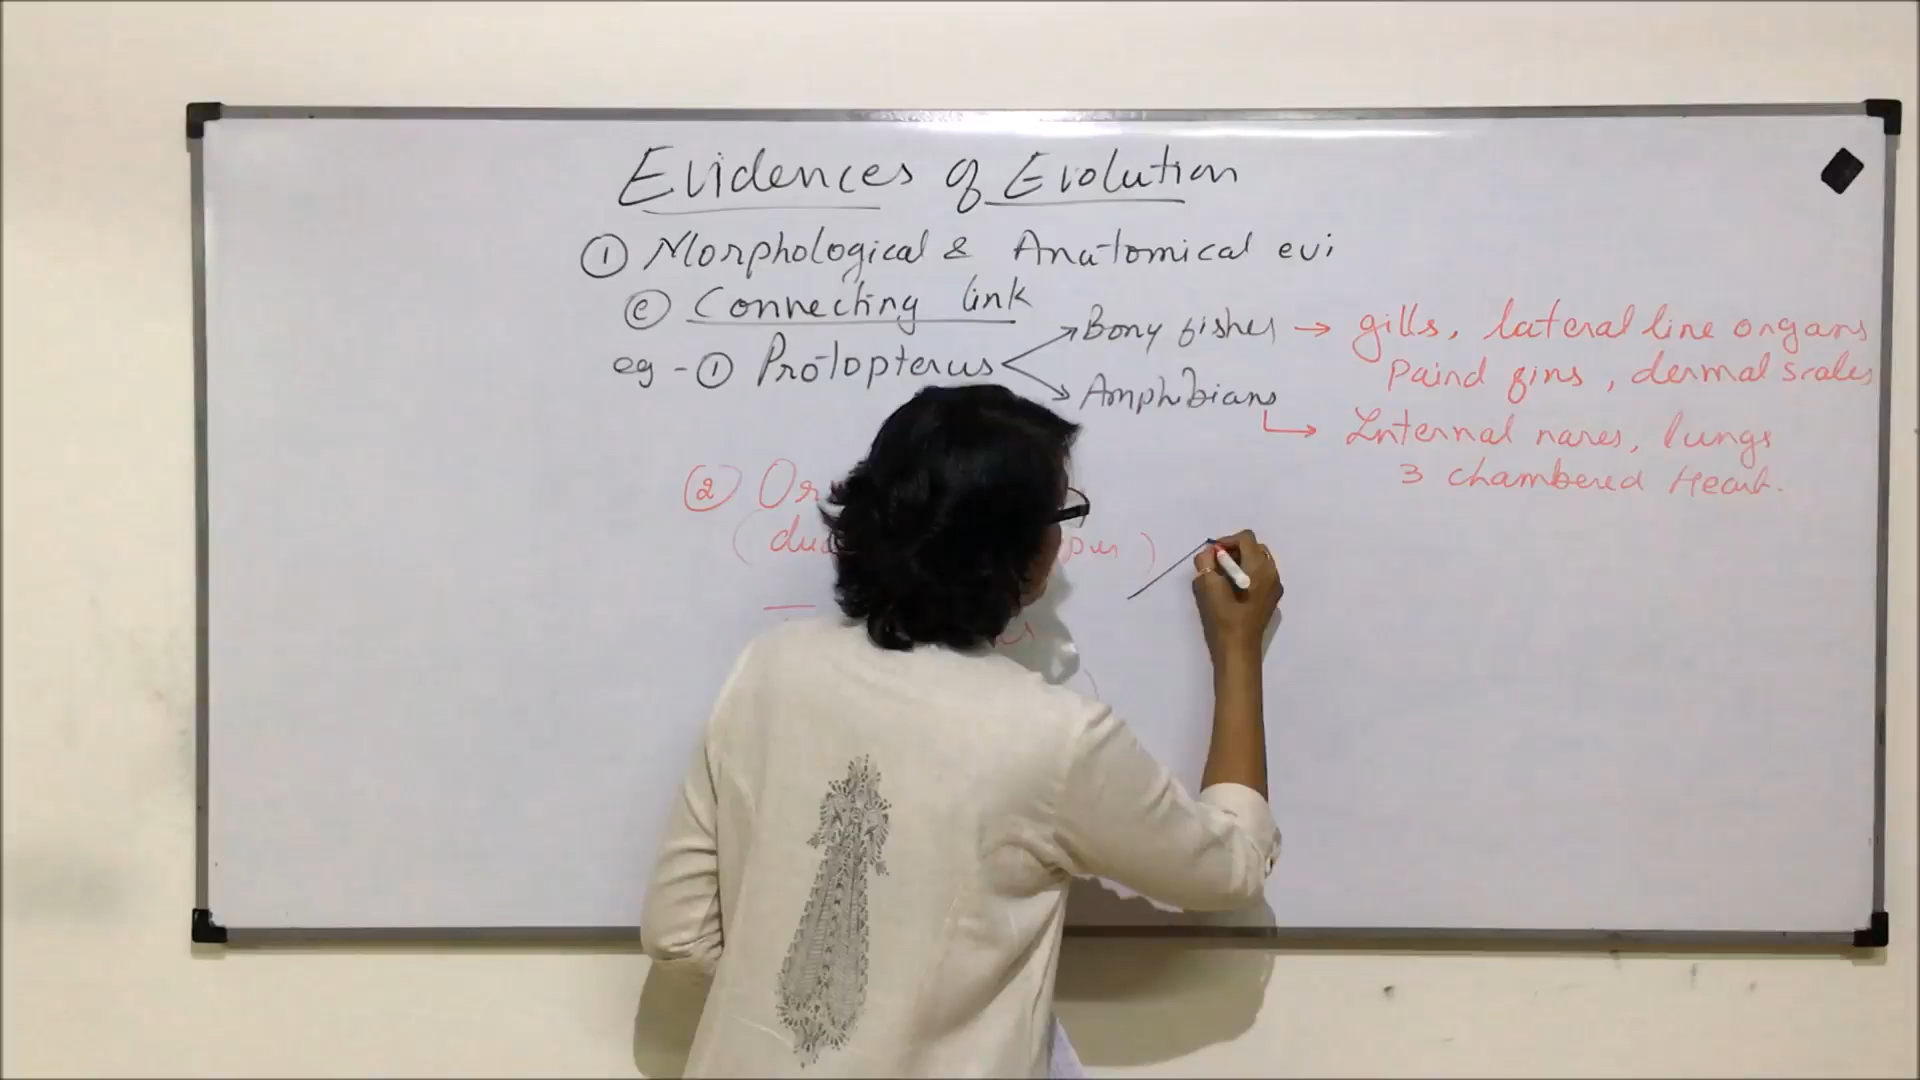 Evidences of Evolution
① Morphological & Anatomical evi
ⓔ Connecting link
eg - ① Protopterus
Bony fishes → gills, lateral line organs
Paird fins, dermal scales
Amphibians
Internal nares, lungs
3 chambered Heart.
②